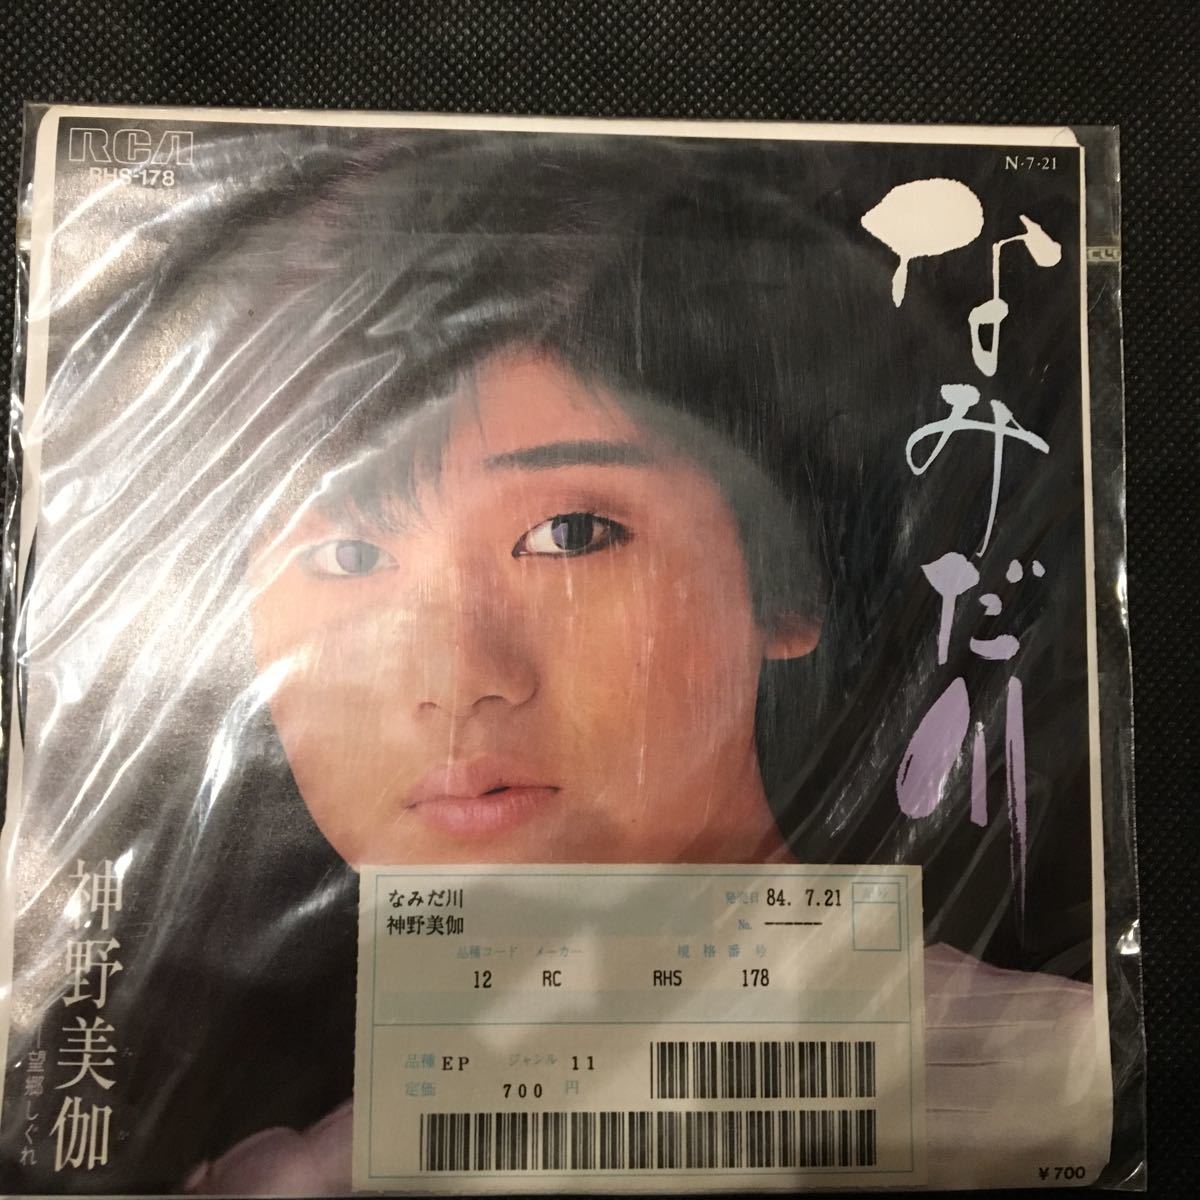 RCA
RHS-178
N・7・21
なみだ川
神野美伽
みか
望郷しぐれ
なみだ川
発売日 84. 7.21
神野美伽
No. ------
品種コード メーカー 規格番号
12 RC RHS 178
品種 EP ジャンル 11
定価 700 円
¥700